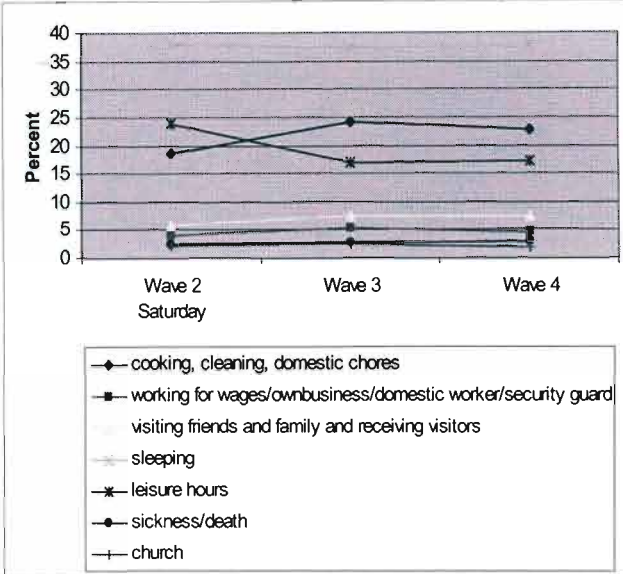 40
35
30
25
20
15
10
5
0
Percent
Wave 2
Saturday
Wave 3
Wave 4
cooking, cleaning, domestic chores
working for wages/ownbusiness/domestic worker/security guard
visiting friends and family and receiving visitors
sleeping
leisure hours
sickness/death
church